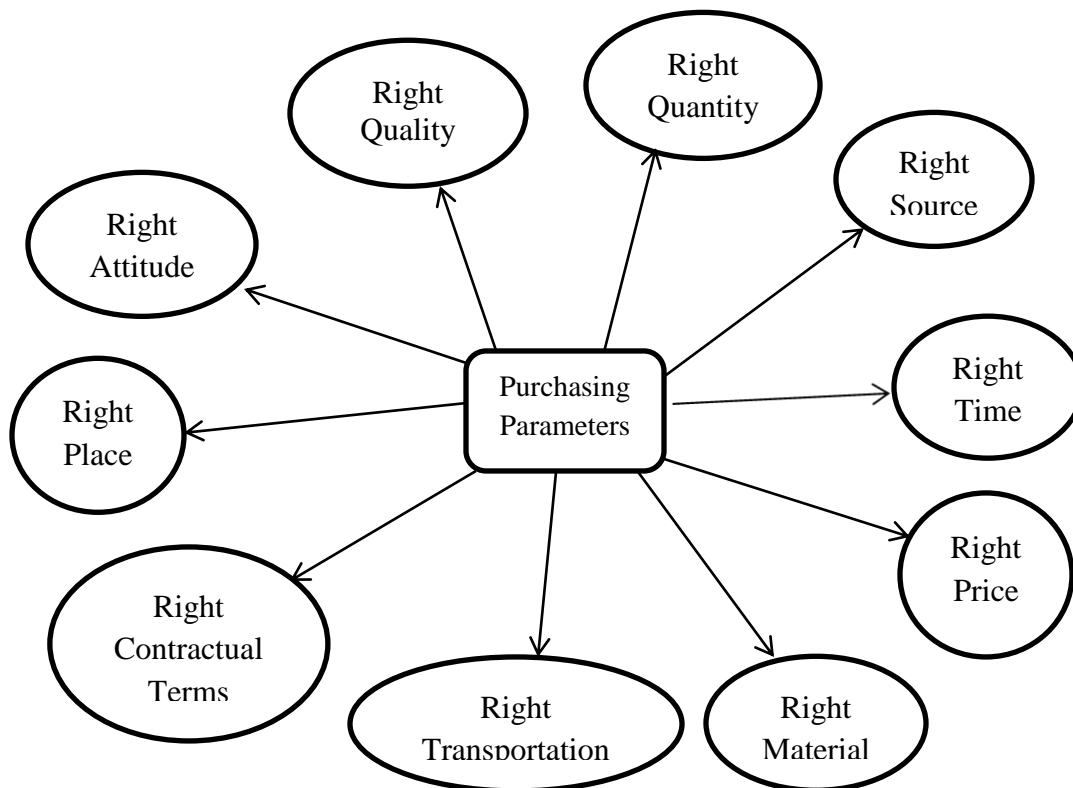 Right
Quality
Right
Quantity
Right
Source
Right
Attitude
Right
Time
Purchasing
Parameters
Right
Place
Right
Price
Right
Contractual
Terms
Right
Transportation
Right
Material